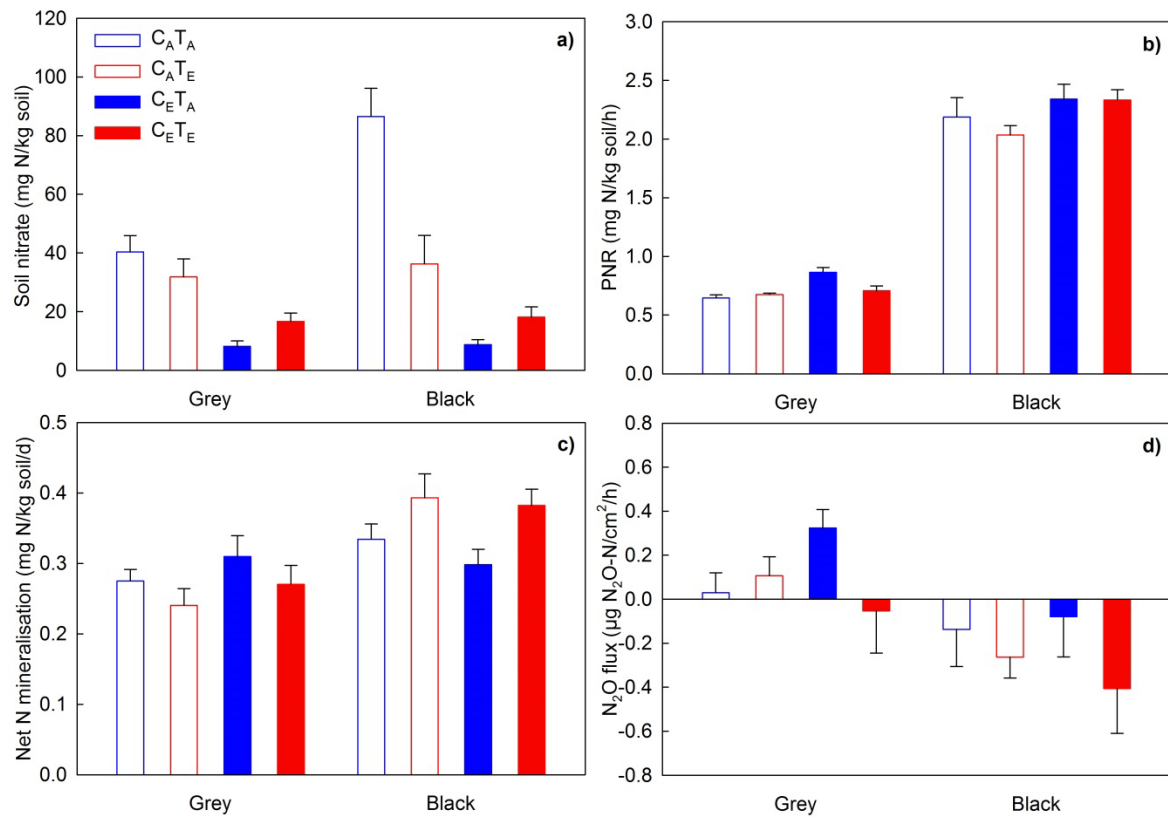 a)
Soil nitrate (mg N/kg soil)
120
100
80
60
40
20
0
CATA
CATE
CETA
CETE
Grey Black
b)
PNR (mg N/kg soil/h)
3.0
2.5
2.0
1.5
1.0
0.5
0.0
Grey Black
c)
Net N mineralisation (mg N/kg soil/d)
0.5
0.4
0.3
0.2
0.1
0.0
Grey Black
d)
N₂O flux (µg N₂O-N/cm²/h)
0.8
0.6
0.4
0.2
0.0
-0.2
-0.4
-0.6
-0.8
Grey Black